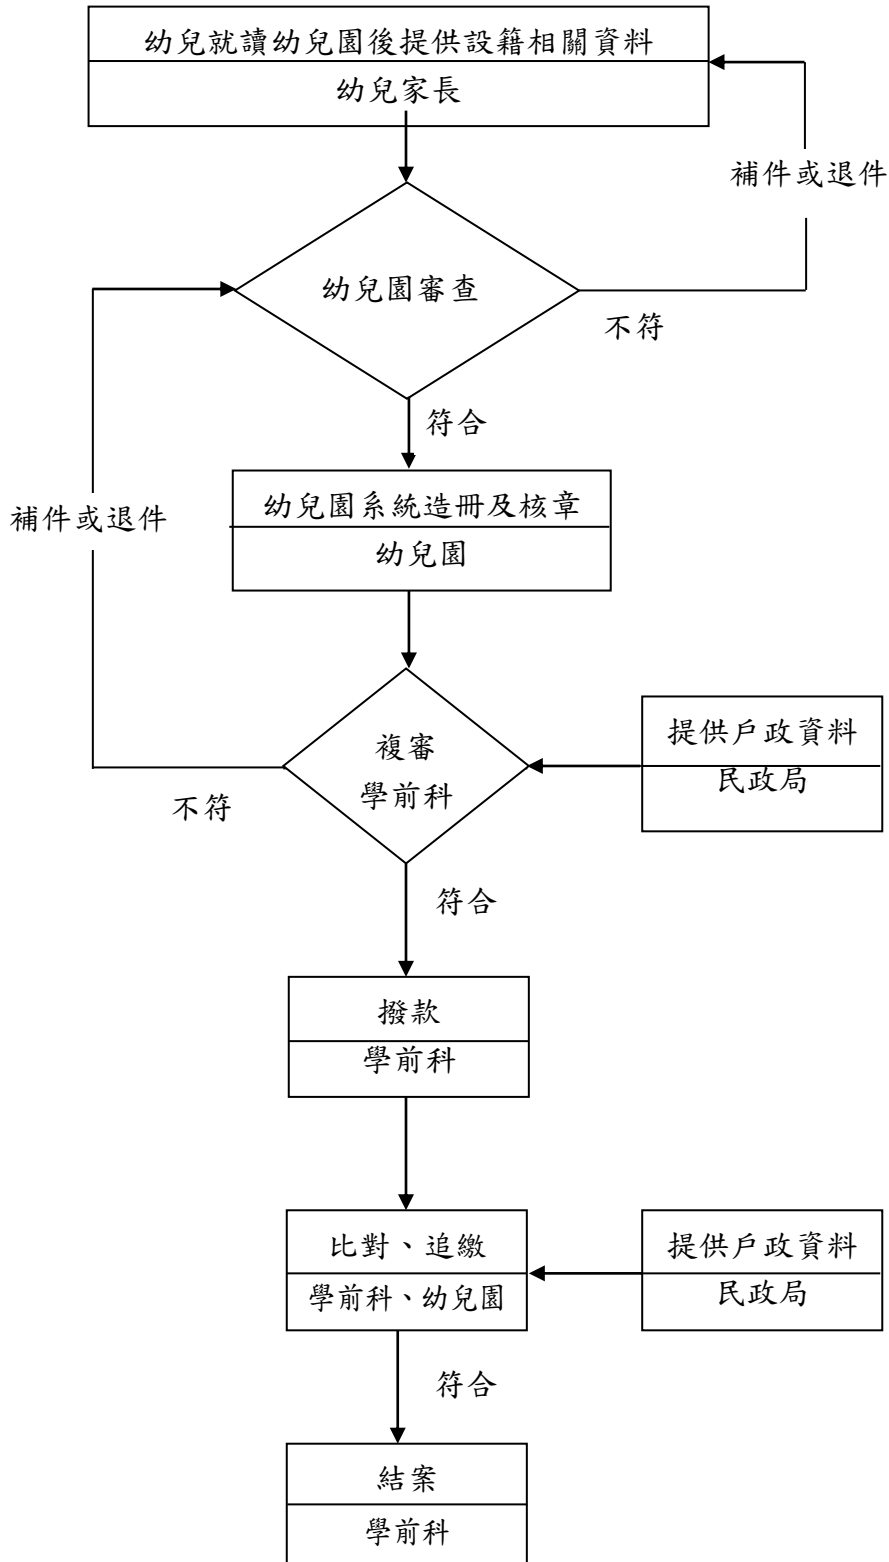 幼兒就讀幼兒園後提供設籍相關資料
幼兒家長
補件或退件
幼兒園審查
不符
符合
幼兒園系統造冊及核章
幼兒園
補件或退件
複審
學前科
提供戶政資料
民政局
不符
符合
撥款
學前科
比對、追繳
學前科、幼兒園
提供戶政資料
民政局
符合
結案
學前科